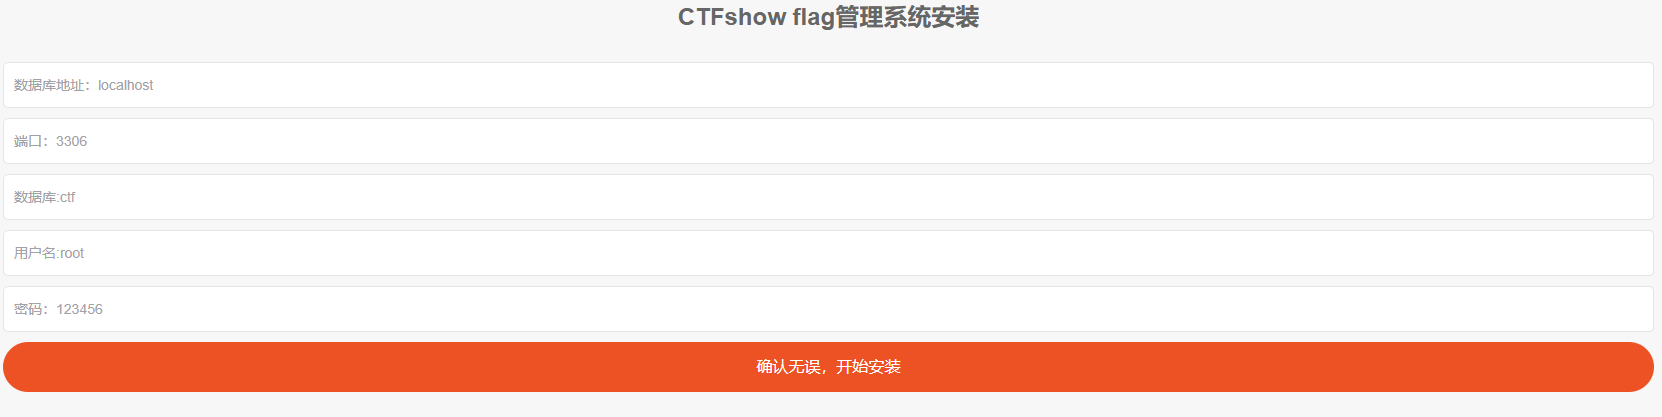 CTFshow flag管理系统安装
数据库地址：localhost
端口：3306
数据库:ctf
用户名:root
密码：123456
确认无误，开始安装